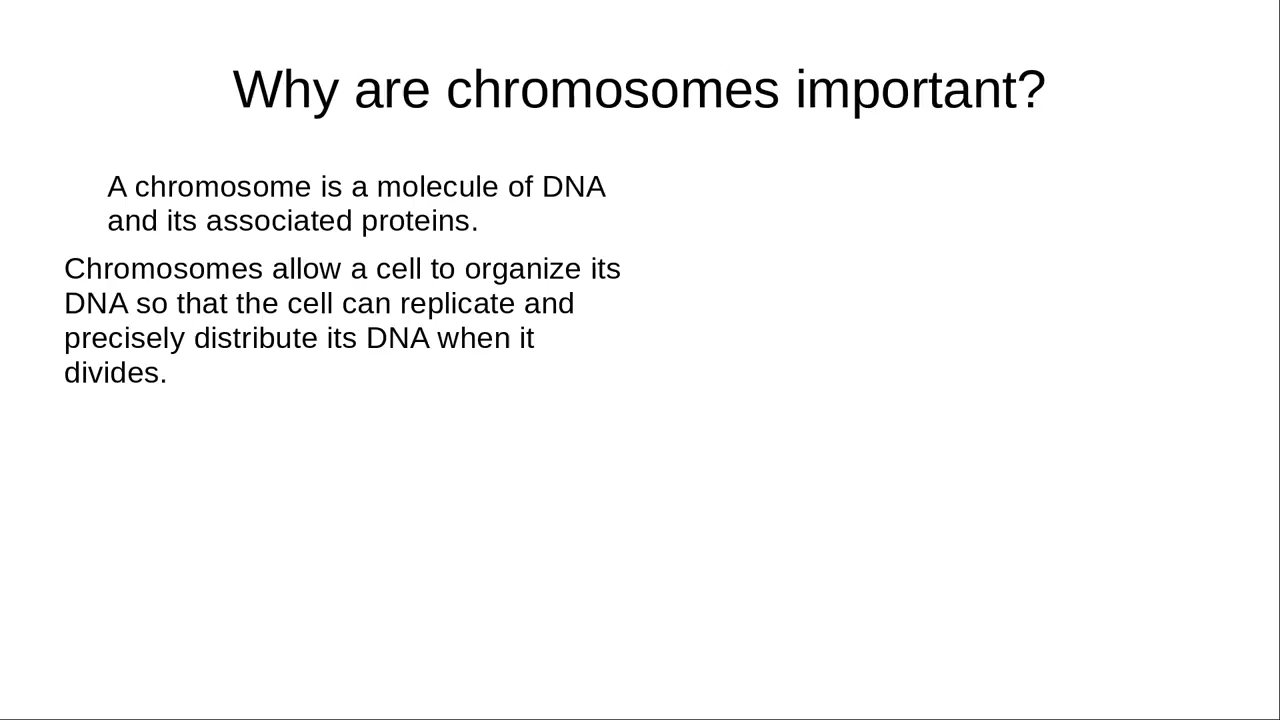 Why are chromosomes important?
A chromosome is a molecule of DNA
and its associated proteins.
Chromosomes allow a cell to organize its
DNA so that the cell can replicate and
precisely distribute its DNA when it
divides.